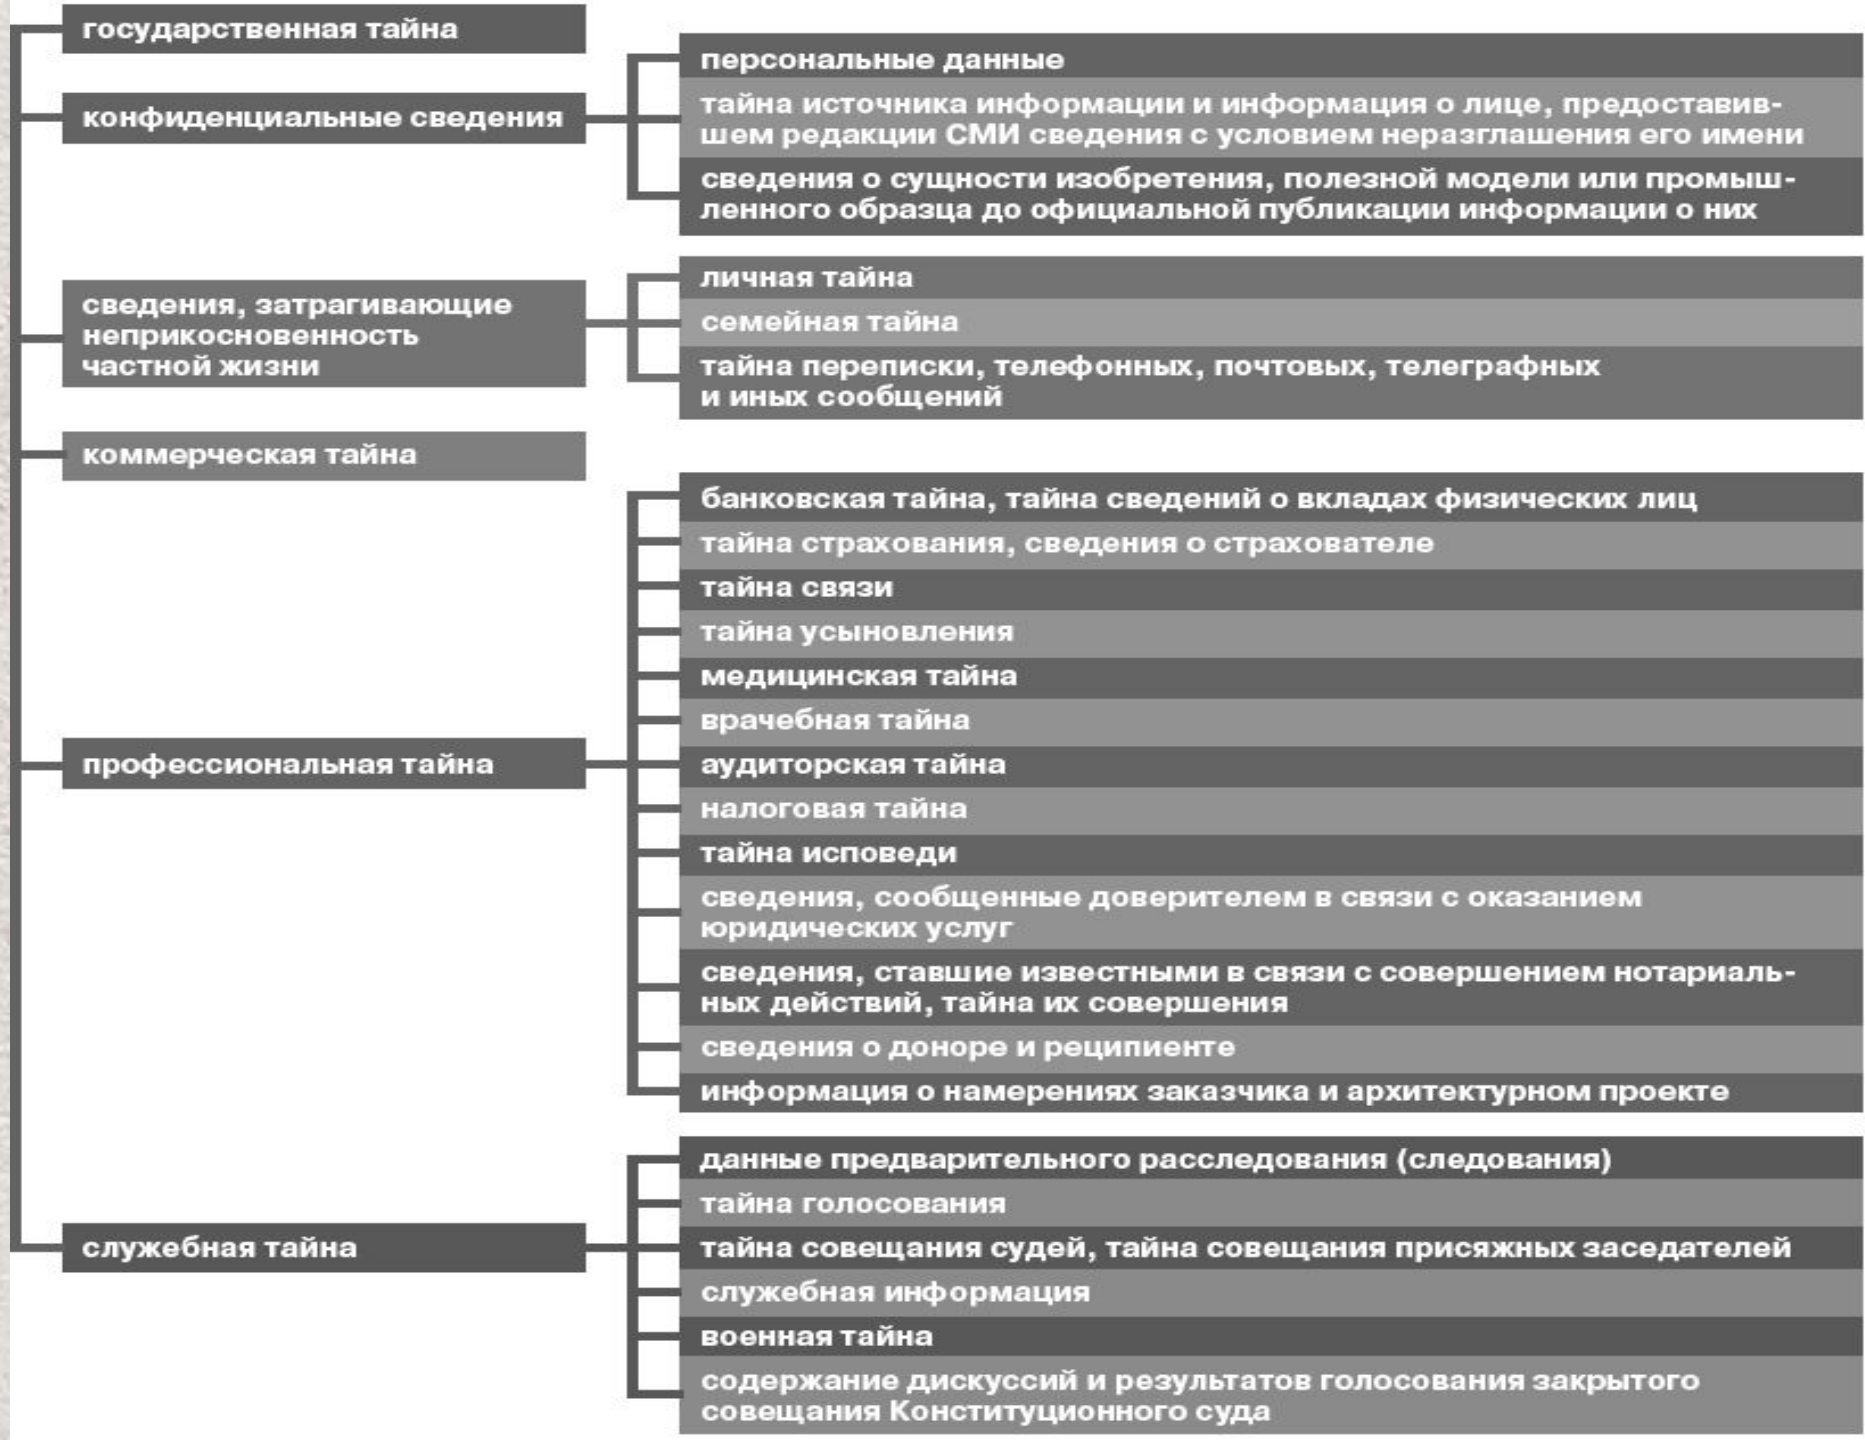 государственная тайна
конфиденциальные сведения
персональные данные
тайна источника информации и информация о лице, предоставив-
шем редакции СМИ сведения с условием неразглашения его имени
сведения о сущности изобретения, полезной модели или промыш-
ленного образца до официальной публикации информации о них
сведения, затрагивающие
неприкосновенность
частной жизни
личная тайна
семейная тайна
тайна переписки, телефонных, почтовых, телеграфных
и иных сообщений
коммерческая тайна
профессиональная тайна
банковская тайна, тайна сведений о вкладах физических лиц
тайна страхования, сведения о страхователе
тайна связи
тайна усыновления
медицинская тайна
врачебная тайна
аудиторская тайна
налоговая тайна
тайна исповеди
сведения, сообщенные доверителем в связи с оказанием
юридических услуг
сведения, ставшие известными в связи с совершением нотариаль-
ных действий, тайна их совершения
сведения о доноре и реципиенте
информация о намерениях заказчика и архитектурном проекте
служебная тайна
данные предварительного расследования (следования)
тайна голосования
тайна совещания судей, тайна совещания присяжных заседателей
служебная информация
военная тайна
содержание дискуссий и результатов голосования закрытого
совещания Конституционного суда